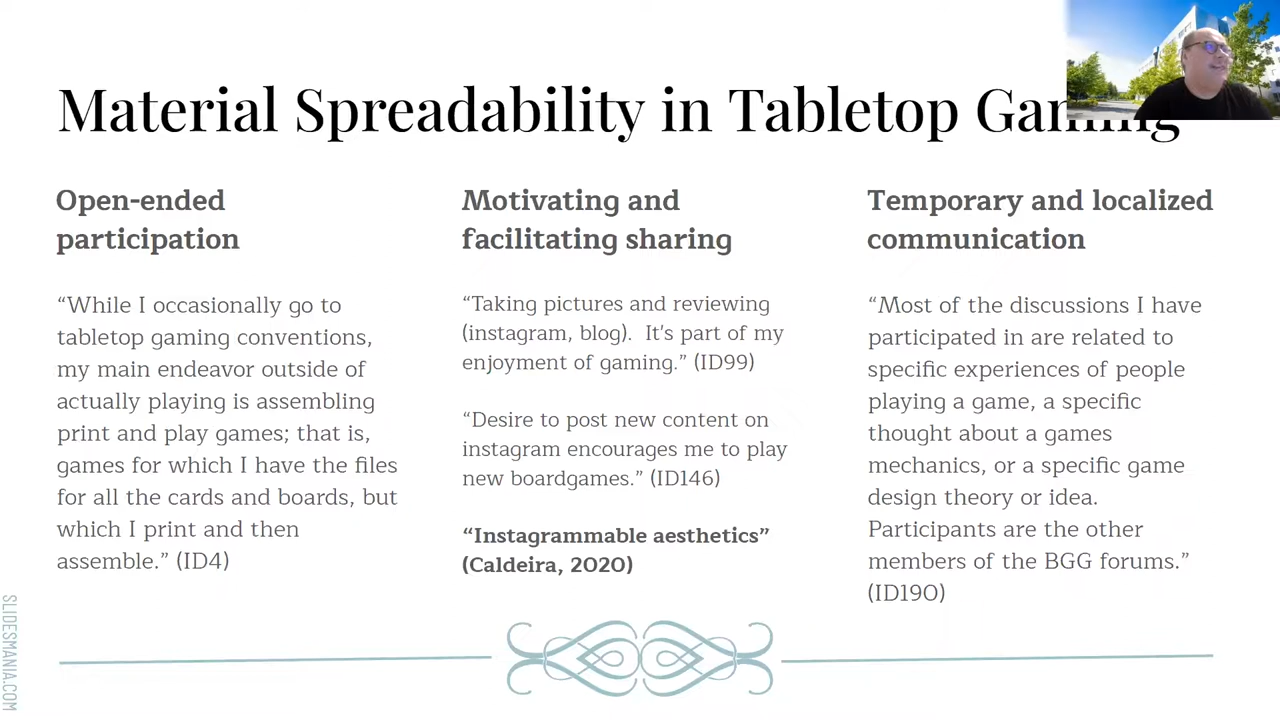 Material Spreadability in Tabletop Gaming
Open-ended
participation
“While I occasionally go to
tabletop gaming conventions,
my main endeavor outside of
actually playing is assembling
print and play games; that is,
games for which I have the files
for all the cards and boards, but
which I print and then
assemble.” (ID4)
Motivating and
facilitating sharing
“Taking pictures and reviewing
(instagram, blog).  It's part of my
enjoyment of gaming.” (ID99)
“Desire to post new content on
instagram encourages me to play
new boardgames.” (ID146)
“Instagrammable aesthetics”
(Caldeira, 2020)
Temporary and localized
communication
“Most of the discussions I have
participated in are related to
specific experiences of people
playing a game, a specific
thought about a games
mechanics, or a specific game
design theory or idea.
Participants are the other
members of the BGG forums.”
(ID190)
SLIDESMANIA.COM